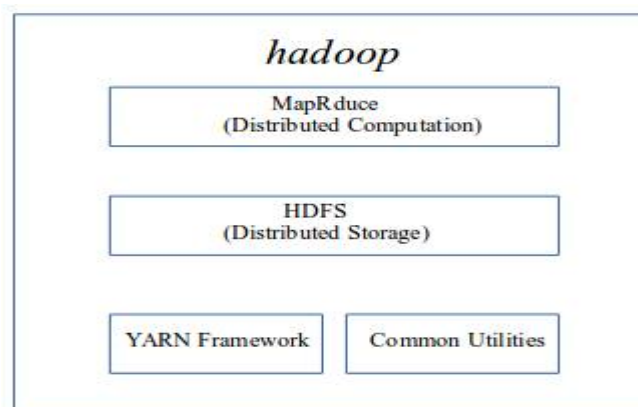 hadoop
MapRduce
(Distributed Computation)
HDFS
(Distributed Storage)
YARN Framework
Common Utilities